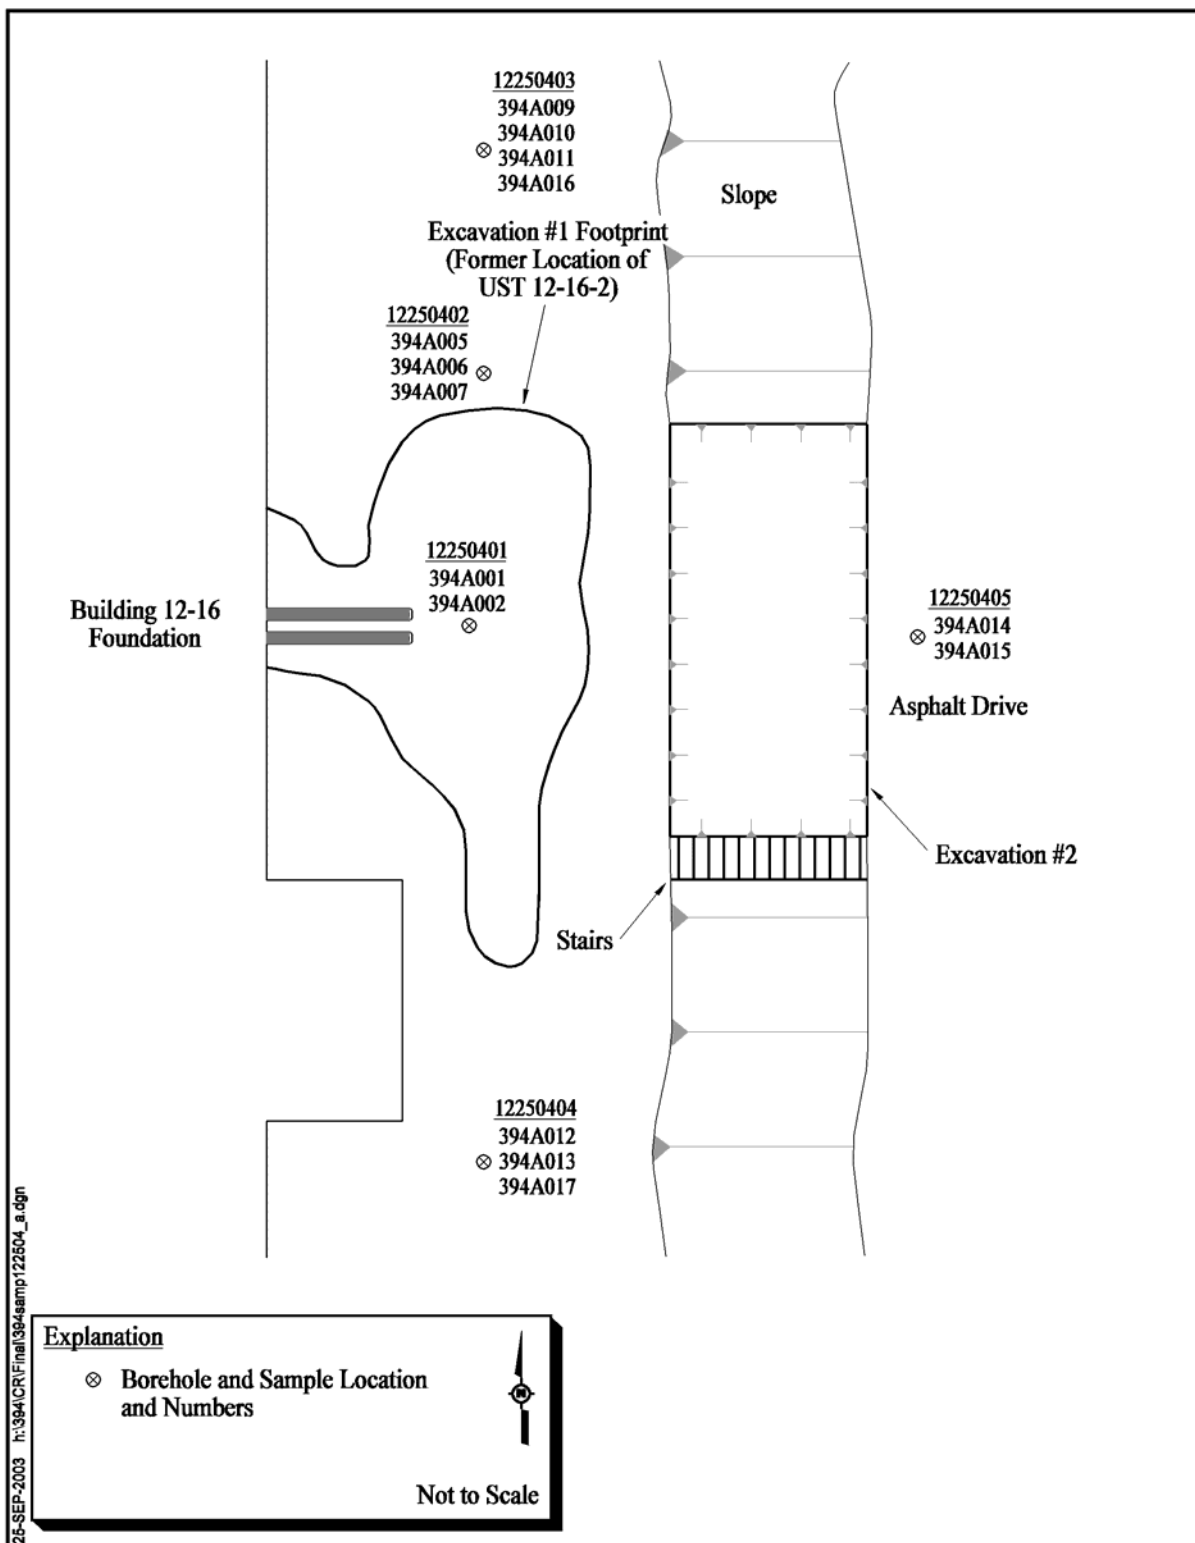 12250403
394A009
394A010
394A011
394A016
Slope
Excavation #1 Footprint
(Former Location of
UST 12-16-2)
12250402
394A005
394A006
394A007
12250401
394A001
394A002
Building 12-16
Foundation
12250405
394A014
394A015
Asphalt Drive
Excavation #2
Stairs
12250404
394A012
394A013
394A017
25-SEP-2003 h:\394\CR\Final\394samp122504_a.dgn
Explanation
Borehole and Sample Location
and Numbers
N
Not to Scale